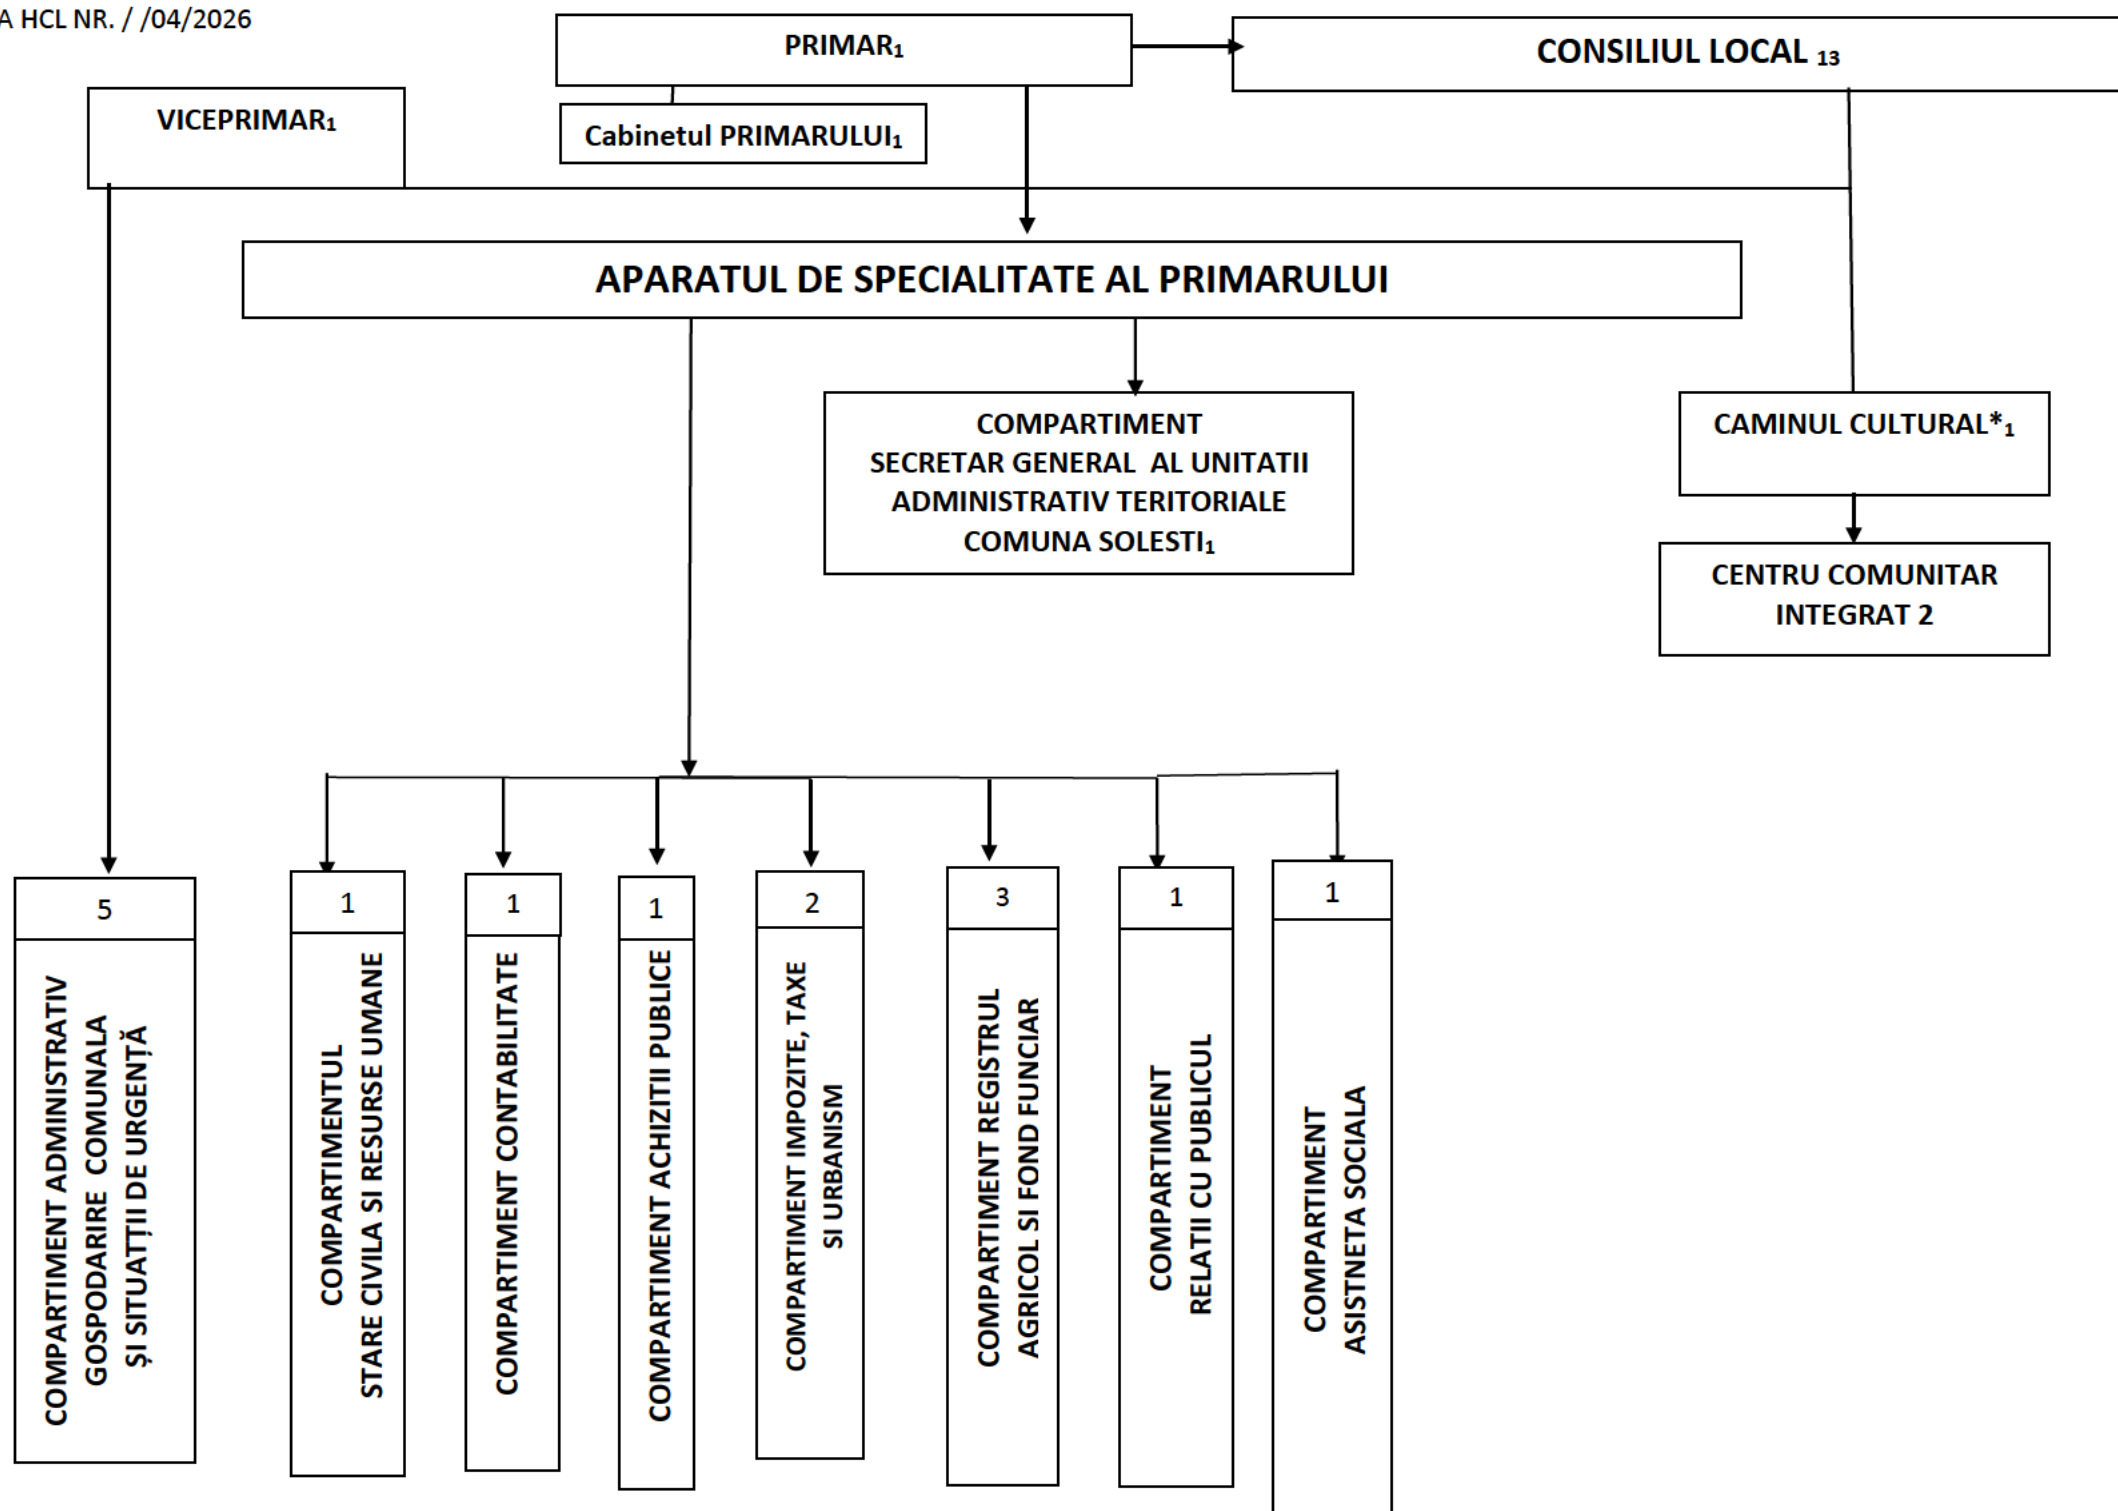 A HCL NR. / /04/2026
PRIMAR₁
CONSILIUL LOCAL ₁₃
VICEPRIMAR₁
Cabinetul PRIMARULUI₁
APARATUL DE SPECIALITATE AL PRIMARULUI
COMPARTIMENT
SECRETAR GENERAL AL UNITATII
ADMINISTRATIV TERITORIALE
COMUNA SOLESTI₁
CAMINUL CULTURAL*₁
CENTRU COMUNITAR
INTEGRAT 2
5
COMPARTIMENT ADMINISTRATIV
GOSPODARIRE COMUNALA
ȘI SITUAȚII DE URGENȚĂ
1
COMPARTIMENTUL
STARE CIVILA SI RESURSE UMANE
1
COMPARTIMENT CONTABILITATE
1
COMPARTIMENT ACHIZITII PUBLICE
2
COMPARTIMENT IMPOZITE, TAXE
SI URBANISM
3
COMPARTIMENT REGISTRUL
AGRICOL SI FOND FUNCIAR
1
COMPARTIMENT
RELATII CU PUBLICUL
1
COMPARTIMENT
ASISTNETA SOCIALA